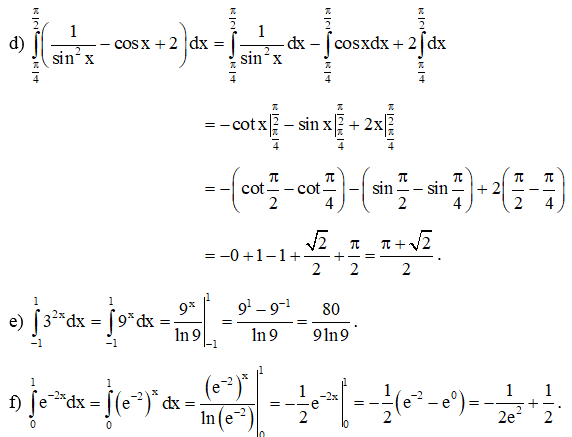 d) $\int_{\frac{\pi}{4}}^{\frac{\pi}{2}}\left(\frac{1}{\sin^2 x} - \cos x + 2\right)dx = \int_{\frac{\pi}{4}}^{\frac{\pi}{2}}\frac{1}{\sin^2 x}dx - \int_{\frac{\pi}{4}}^{\frac{\pi}{2}}\cos x dx + 2\int_{\frac{\pi}{4}}^{\frac{\pi}{2}}dx$
$= -\cot x\Big|_{\frac{\pi}{4}}^{\frac{\pi}{2}} - \sin x\Big|_{\frac{\pi}{4}}^{\frac{\pi}{2}} + 2x\Big|_{\frac{\pi}{4}}^{\frac{\pi}{2}}$
$= -\left(\cot\frac{\pi}{2} - \cot\frac{\pi}{4}\right) - \left(\sin\frac{\pi}{2} - \sin\frac{\pi}{4}\right) + 2\left(\frac{\pi}{2} - \frac{\pi}{4}\right)$
$= -0 + 1 - 1 + \frac{\sqrt{2}}{2} + \frac{\pi}{2} = \frac{\pi + \sqrt{2}}{2}.$
e) $\int_{-1}^{1} 3^{2x}dx = \int_{-1}^{1} 9^x dx = \frac{9^x}{\ln 9}\Big|_{-1}^{1} = \frac{9^1 - 9^{-1}}{\ln 9} = \frac{80}{9\ln 9}.$
f) $\int_{0}^{1} e^{-2x}dx = \int_{0}^{1}\left(e^{-2}\right)^x dx = \frac{\left(e^{-2}\right)^x}{\ln\left(e^{-2}\right)}\Big|_{0}^{1} = -\frac{1}{2}e^{-2x}\Big|_{0}^{1} = -\frac{1}{2}\left(e^{-2} - e^0\right) = -\frac{1}{2e^2} + \frac{1}{2}.$